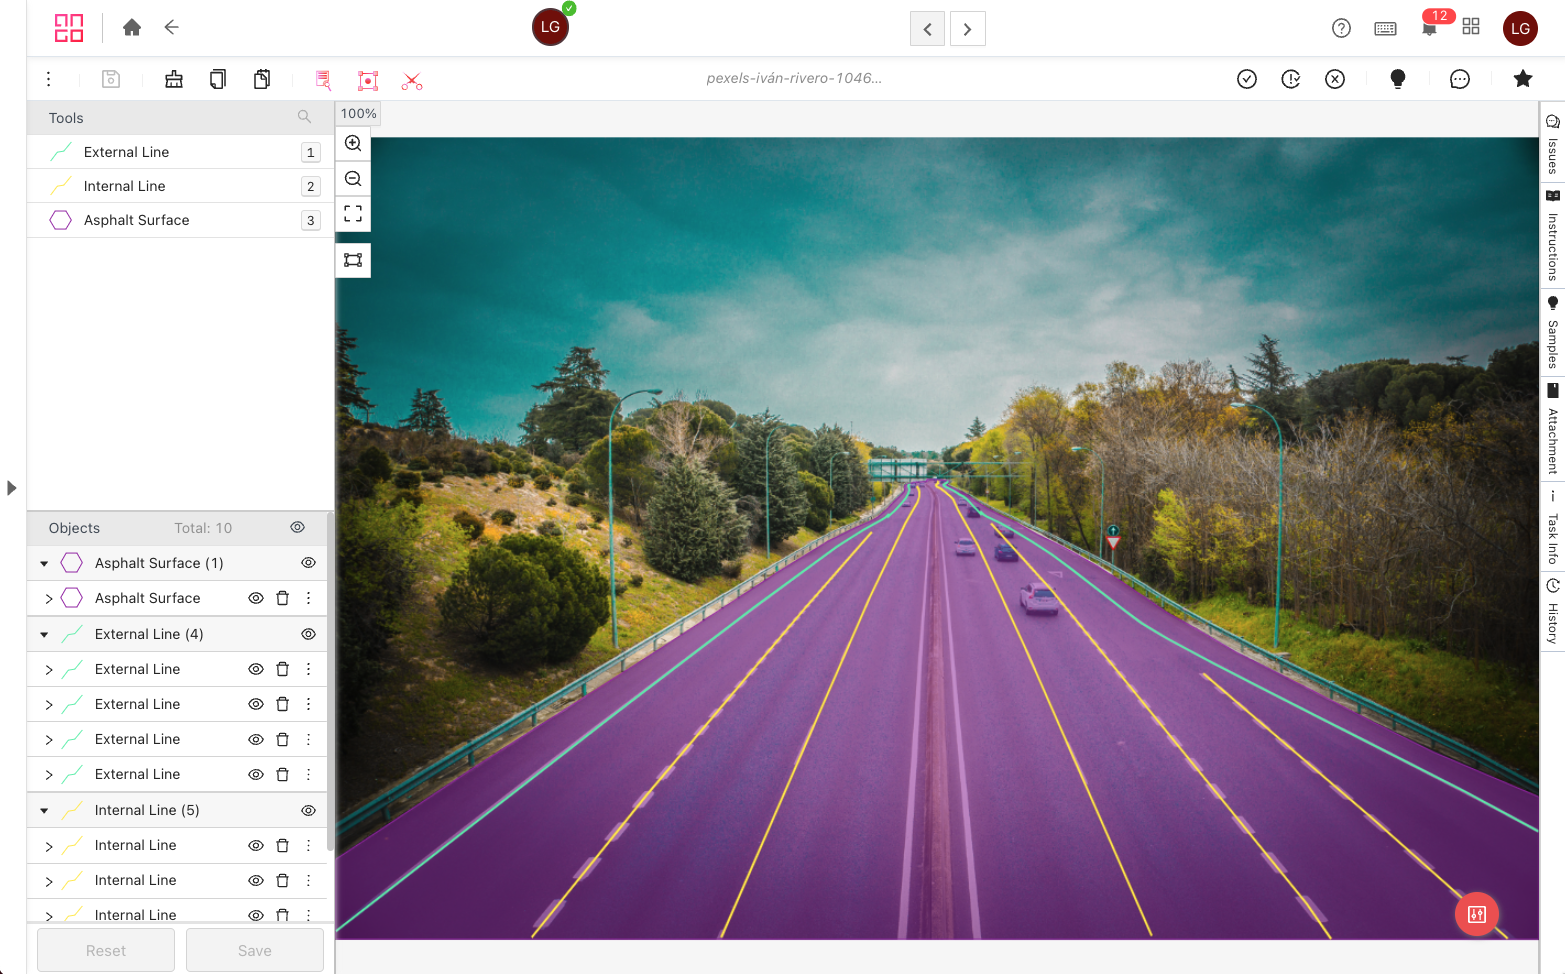 LG
12
LG
pexels-iván-rivero-1046...
Tools
External Line 1
Internal Line 2
Asphalt Surface 3
100%
Objects Total: 10
Asphalt Surface (1)
Asphalt Surface
External Line (4)
External Line
External Line
External Line
External Line
Internal Line (5)
Internal Line
Internal Line
Internal Line
Reset Save
Issues
Instructions
Samples
Attachment
Task Info
History